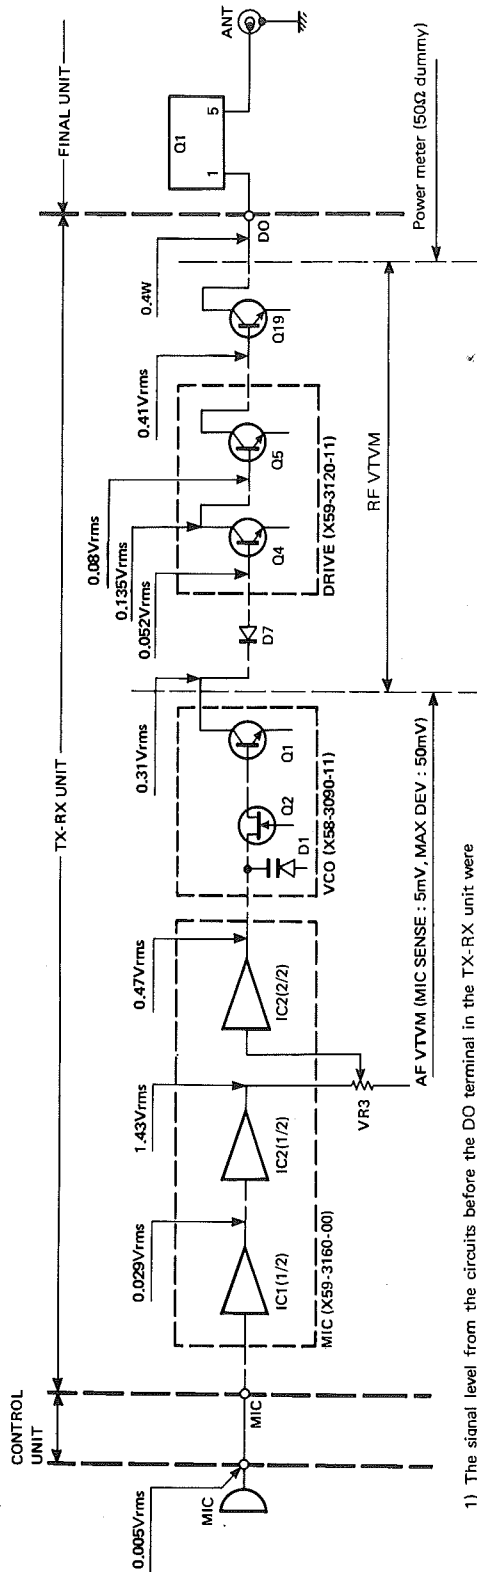 CONTROL
UNIT
TX-RX UNIT
FINAL UNIT
0.005Vrms
0.029Vrms
1.43Vrms
0.47Vrms
0.31Vrms
0.052Vrms
0.135Vrms
0.08Vrms
0.41Vrms
0.4W
MIC
MIC
IC1(1/2)
IC2(1/2)
IC2(2/2)
VR3
MIC (X59-3160-00)
D1
Q2
Q1
VCO (X58-3090-11)
D7
Q4
Q5
DRIVE (X59-3120-11)
Q19
DO
Q1
1
5
ANT
AF VTVM (MIC SENSE : 5mV, MAX DEV : 50mV)
RF VTVM
Power meter (50Ω dummy)
1) The signal level from the circuits before the DO terminal in the TX-RX unit were